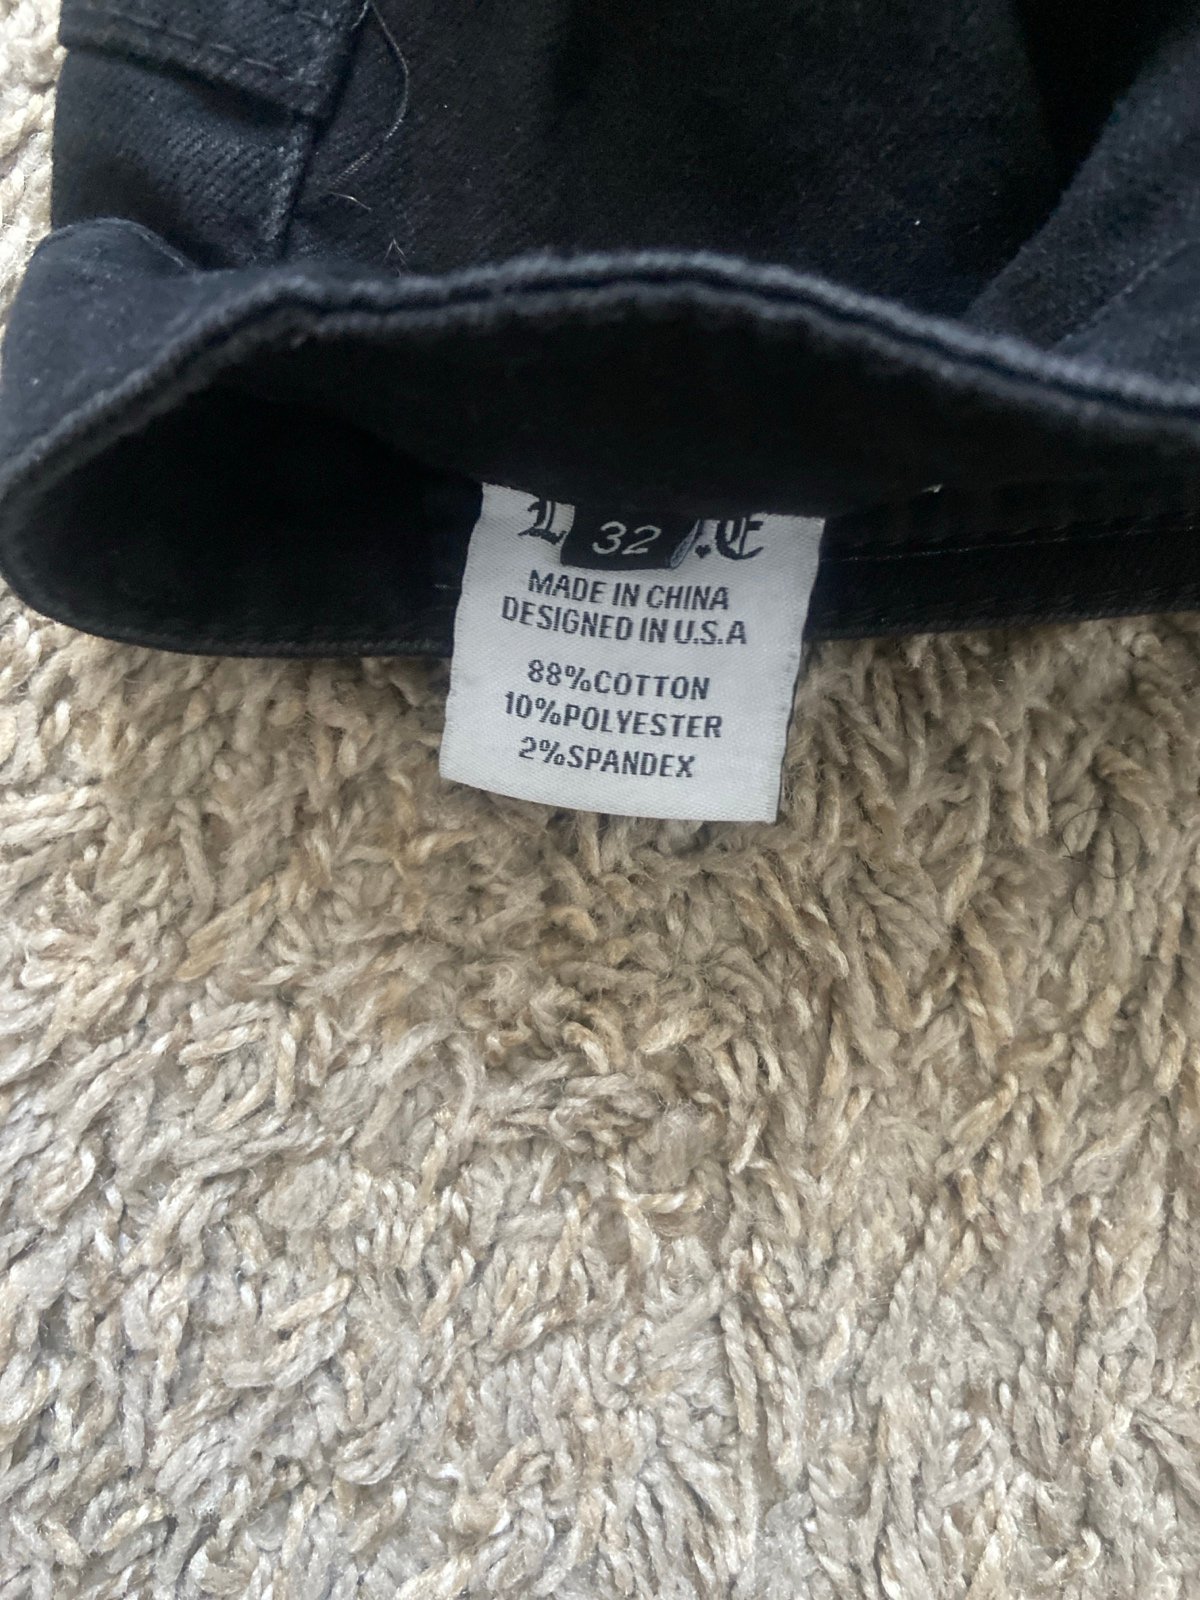 32
MADE IN CHINA
DESIGNED IN U.S.A
88%COTTON
10%POLYESTER
2%SPANDEX